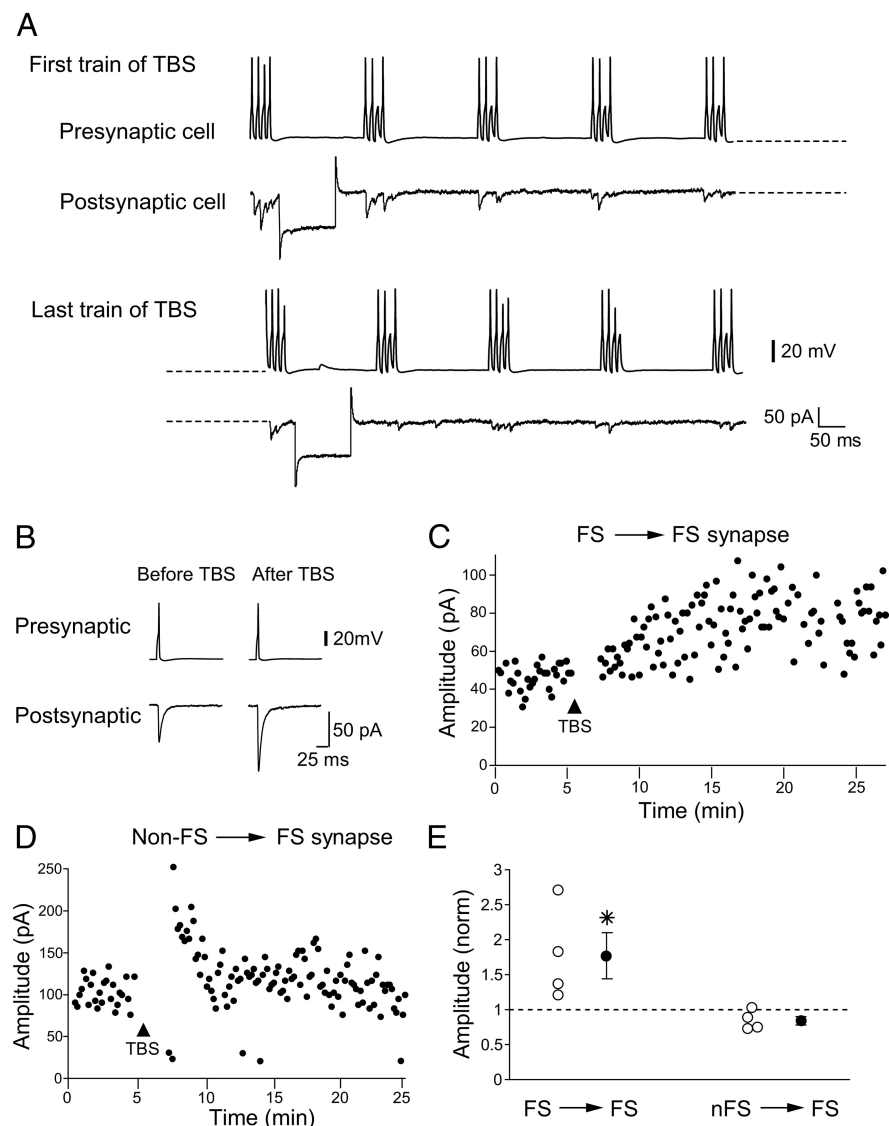 A
First train of TBS
Presynaptic cell
Postsynaptic cell
Last train of TBS
20 mV
50 pA
50 ms
B
Before TBS After TBS
Presynaptic
20mV
Postsynaptic
50 pA
25 ms
C
FS FS synapse
Amplitude (pA)
100
80
60
40
20
0
TBS
0 5 10 15 20 25
Time (min)
D
Non-FS FS synapse
Amplitude (pA)
250
200
150
100
50
0
TBS
0 5 10 15 20 25
Time (min)
E
Amplitude (norm)
3
2.5
2
1.5
1
0.5
0
FS FS nFS FS